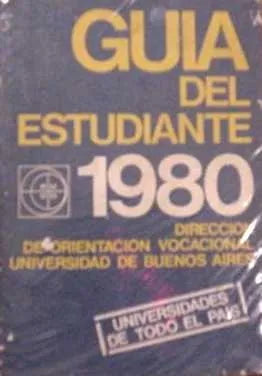 GUIA
DEL
ESTUDIANTE
1980
DIRECCION
DE ORIENTACION VOCACIONAL
UNIVERSIDAD DE BUENOS AIRES
UNIVERSIDADES
DE TODO EL PAIS